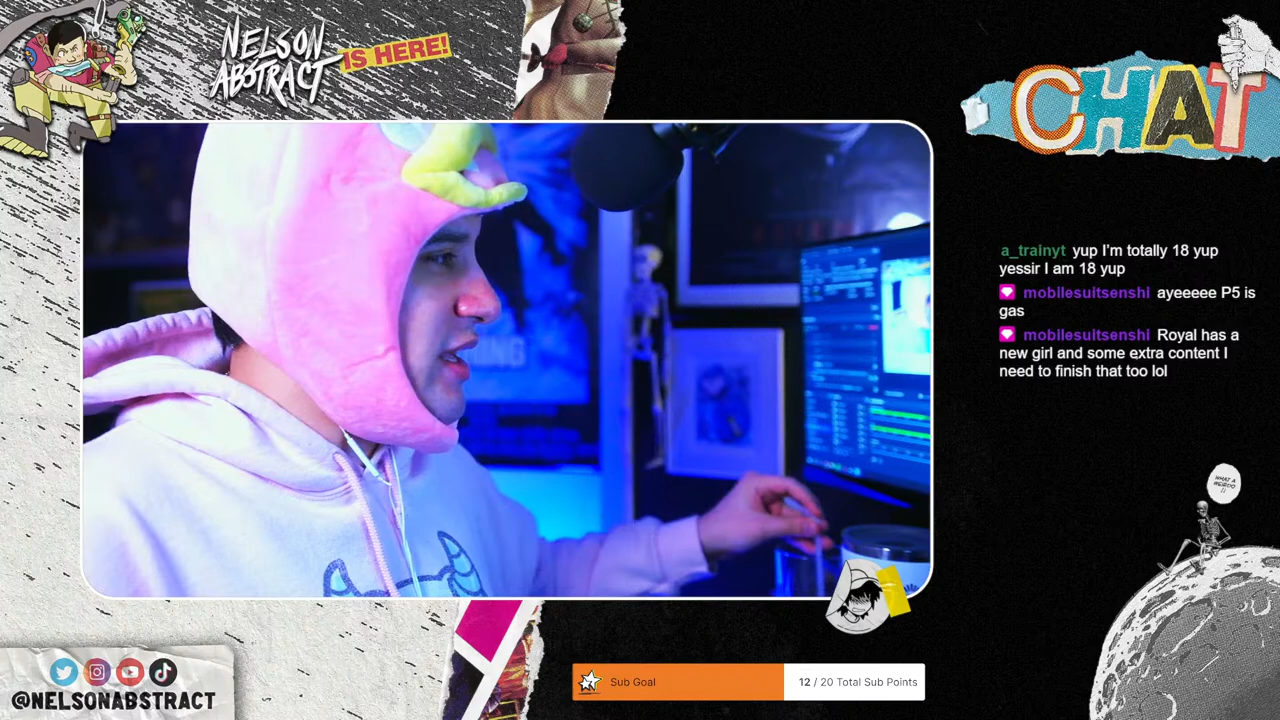 NELSON
ABSTRACT
IS HERE!
CHAT
a_trainyt yup I'm totally 18 yup
yessir I am 18 yup
mobilesuitsenshi ayeeeee P5 is
gas
mobilesuitsenshi Royal has a
new girl and some extra content I
need to finish that too lol
WHAT A
WEIRDO
!!
Sub Goal
12 / 20 Total Sub Points
@NELSONABSTRACT